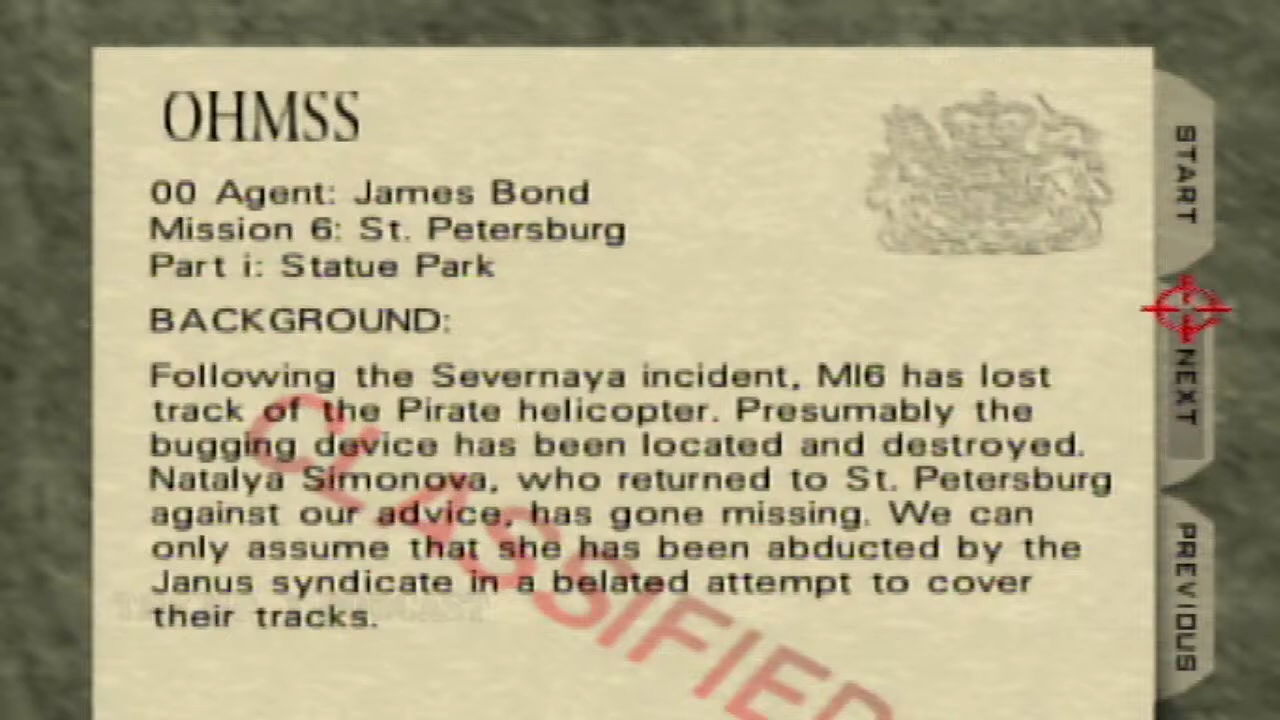 OHMSS
00 Agent: James Bond
Mission 6: St. Petersburg
Part i: Statue Park
BACKGROUND:
Following the Severnaya incident, MI6 has lost
track of the Pirate helicopter. Presumably the
bugging device has been located and destroyed.
Natalya Simonova, who returned to St. Petersburg
against our advice, has gone missing. We can
only assume that she has been abducted by the
Janus syndicate in a belated attempt to cover
their tracks.
CLASSIFIED
START
NEXT
PREVIOUS